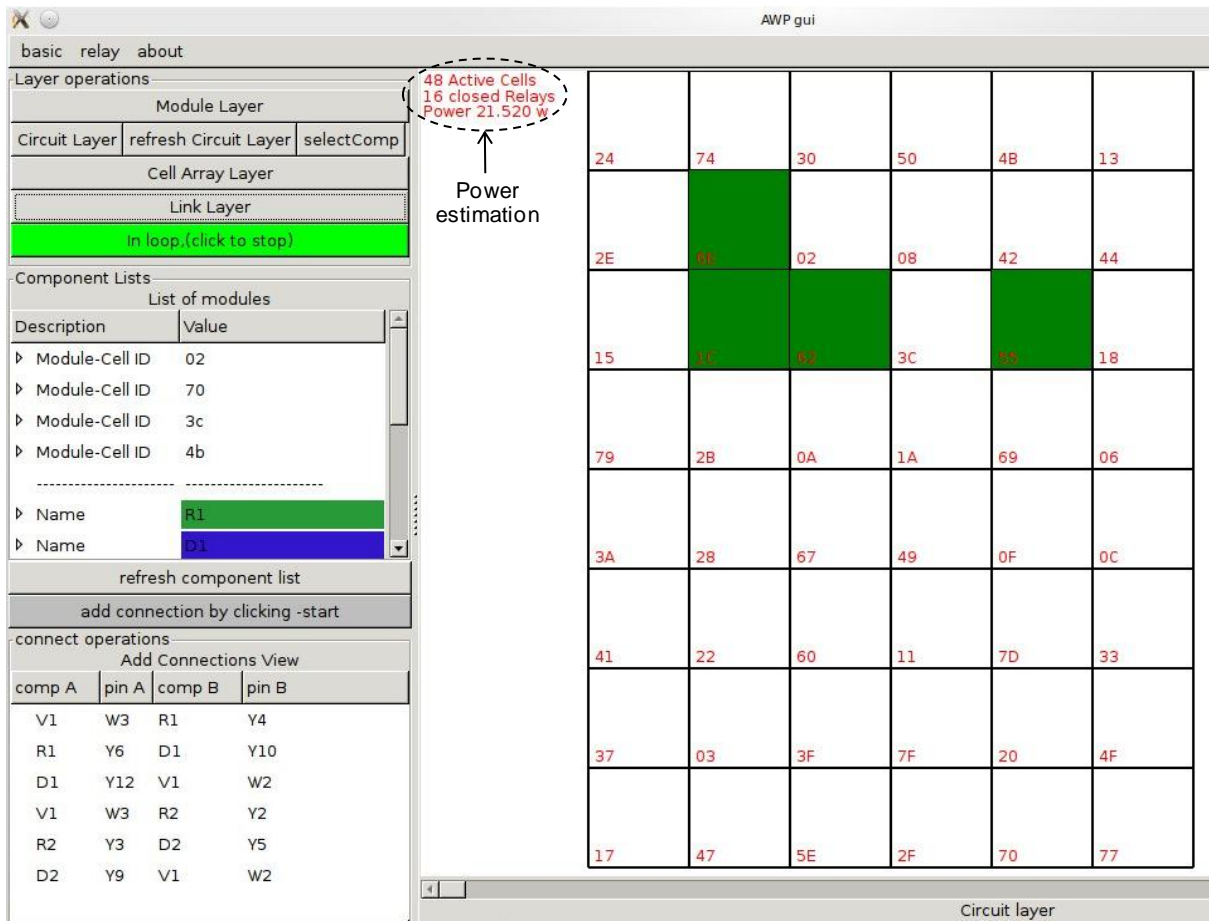 AWP gui
basic relay about
Layer operations
Module Layer
Circuit Layer refresh Circuit Layer selectComp
Cell Array Layer
Link Layer
In loop,(click to stop)
Component Lists
List of modules
Description Value
Module-Cell ID 02
Module-Cell ID 70
Module-Cell ID 3c
Module-Cell ID 4b
---------------------- ----------------------
Name R1
Name D1
refresh component list
add connection by clicking -start
connect operations
Add Connections View
comp A pin A comp B pin B
V1 W3 R1 Y4
R1 Y6 D1 Y10
D1 Y12 V1 W2
V1 W3 R2 Y2
R2 Y3 D2 Y5
D2 Y9 V1 W2
48 Active Cells
16 closed Relays
Power 21.520 w
Power
estimation
24 74 30 50 4B 13
2E 6E 02 08 42 44
15 1C 62 3C 55 18
79 2B 0A 1A 69 06
3A 28 67 49 0F 0C
41 22 60 11 7D 33
37 03 3F 7F 20 4F
17 47 5E 2F 70 77
Circuit layer